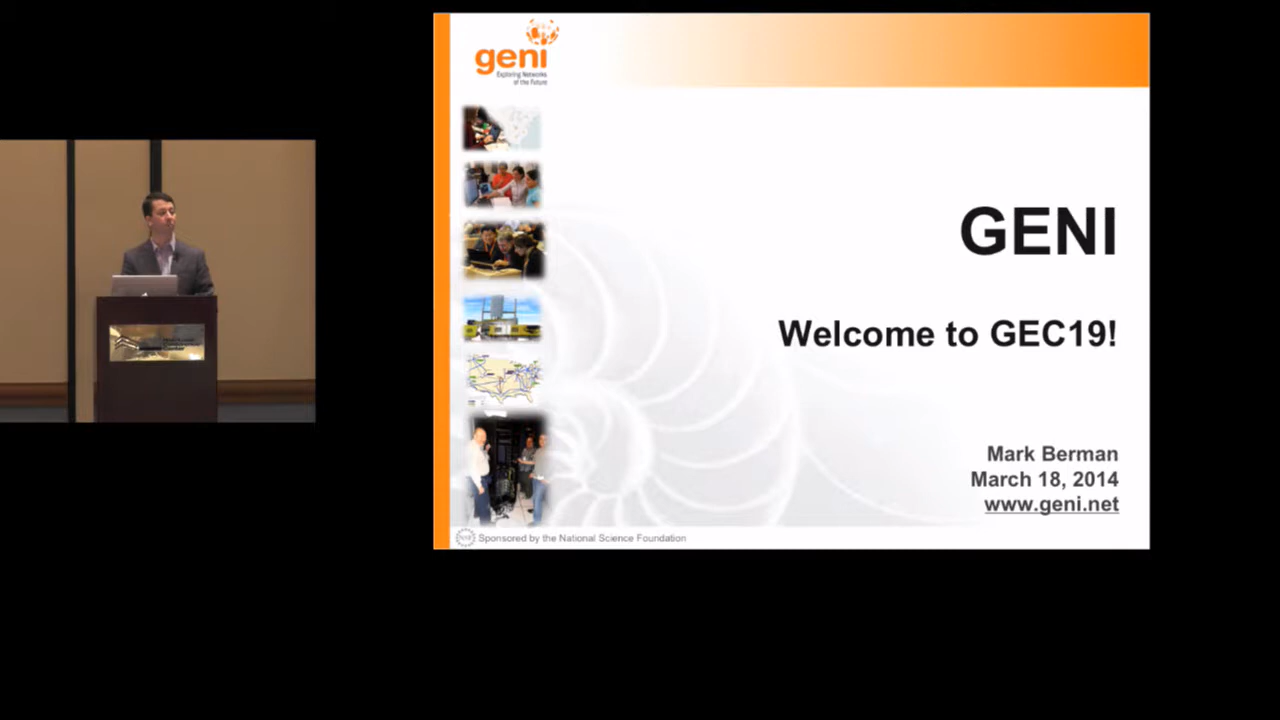 geni
Exploring Networks
of the Future
GENI
Welcome to GEC19!
Mark Berman
March 18, 2014
www.geni.net
Sponsored by the National Science Foundation